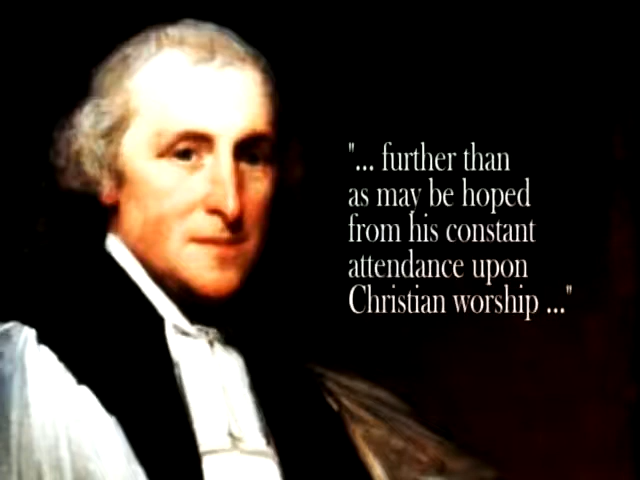 "... further than
as may be hoped
from his constant
attendance upon
Christian worship ..."